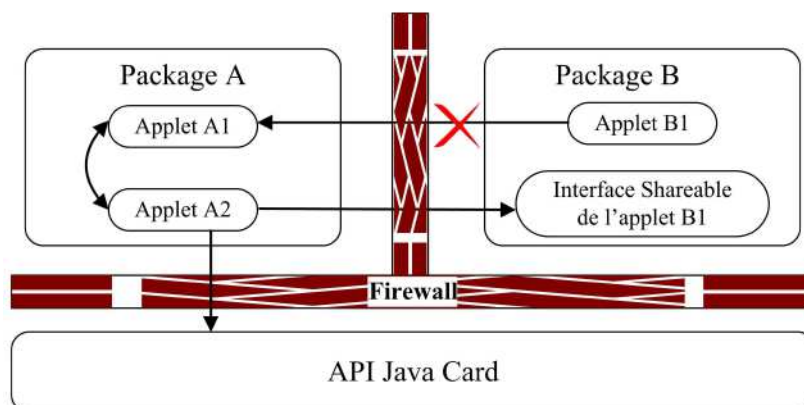 Package A
Package B
Applet A1
Applet B1
Applet A2
Interface Shareable
de l'applet B1
Firewall
API Java Card